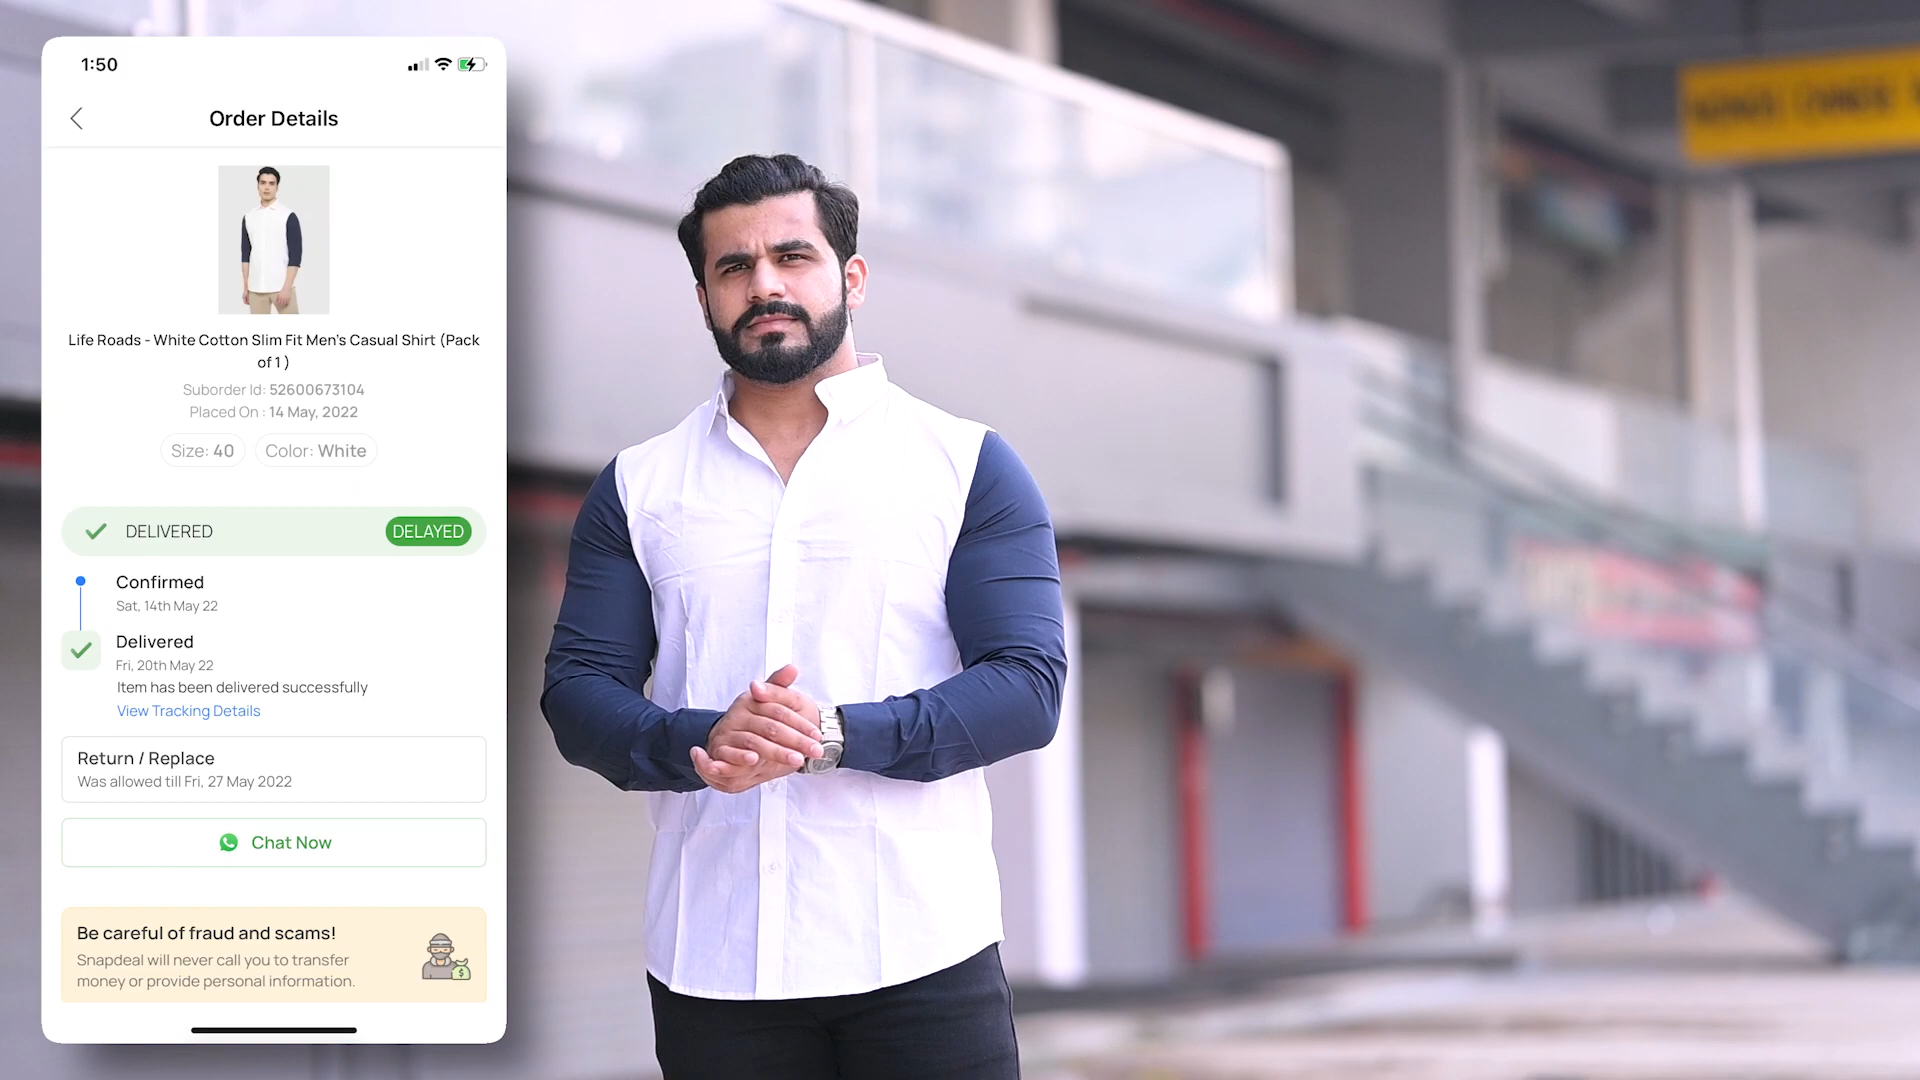 1:50
Order Details
Life Roads - White Cotton Slim Fit Men's Casual Shirt (Pack
of 1 )
Suborder Id: 52600673104
Placed On : 14 May, 2022
Size: 40 Color: White
DELIVERED DELAYED
Confirmed
Sat, 14th May 22
Delivered
Fri, 20th May 22
Item has been delivered successfully
View Tracking Details
Return / Replace
Was allowed till Fri, 27 May 2022
Chat Now
Be careful of fraud and scams!
Snapdeal will never call you to transfer
money or provide personal information.